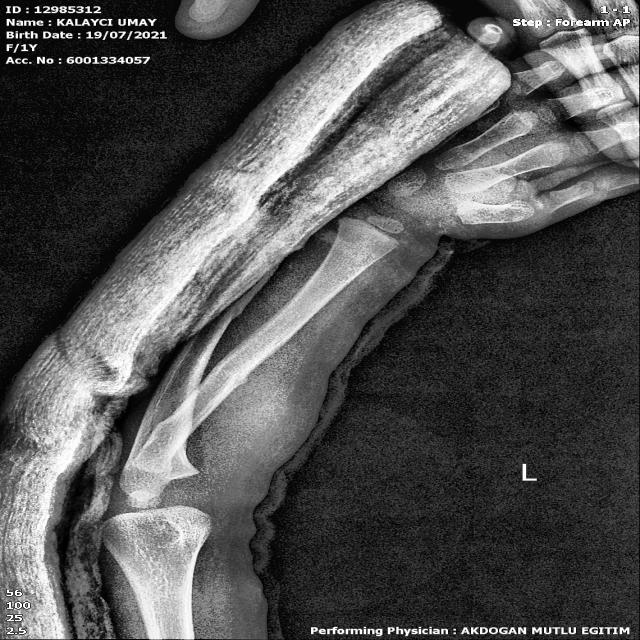 ID : 12985312
Name : KALAYCI UMAY
Birth Date : 19/07/2021
F/1Y
Acc. No : 6001334057
1 - 1
Step : Forearm AP
L
56
100
25
2.5
Performing Physician : AKDOGAN MUTLU EGITIM